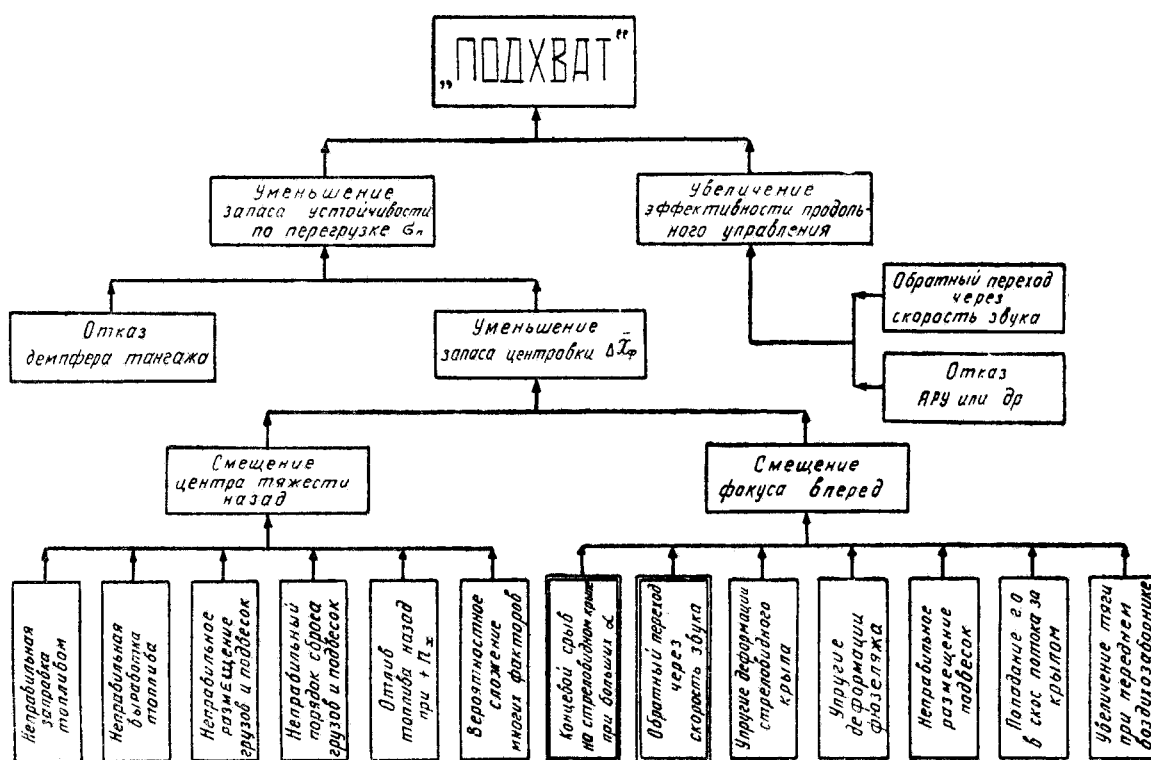 „ПОДХВАТ"
Уменьшение
запаса устойчивости
по перегрузке σₙ
Увеличение
эффективности продоль-
ного управления
Отказ
демпфера тангажа
Уменьшение
запаса центровки Δx̄ф
Обратный переход
через
скорость звука
Отказ
АРУ или др
Смещение
центра тяжести
назад
Смещение
фокуса вперед
Неправильная
заправка
топливом
Неправильная
выработка
топлива
Неправильное
размещение
грузов и подвесок
Неправильный
порядок сброса
грузов и подвесок
Отлив
топлива назад
при + nₓ
Вероятностное
сложение
многих факторов
Концевой срыв
на стреловидном крыле
при больших α
Обратный переход
через
скорость звука
Упругие деформации
стреловидного
крыла
Упругие
деформации
фюзеляжа
Неправильное
размещение
подвесок
Попадание г.о
в скос потока за
крылом
Увеличение тяги
при переднем
воздухозаборнике